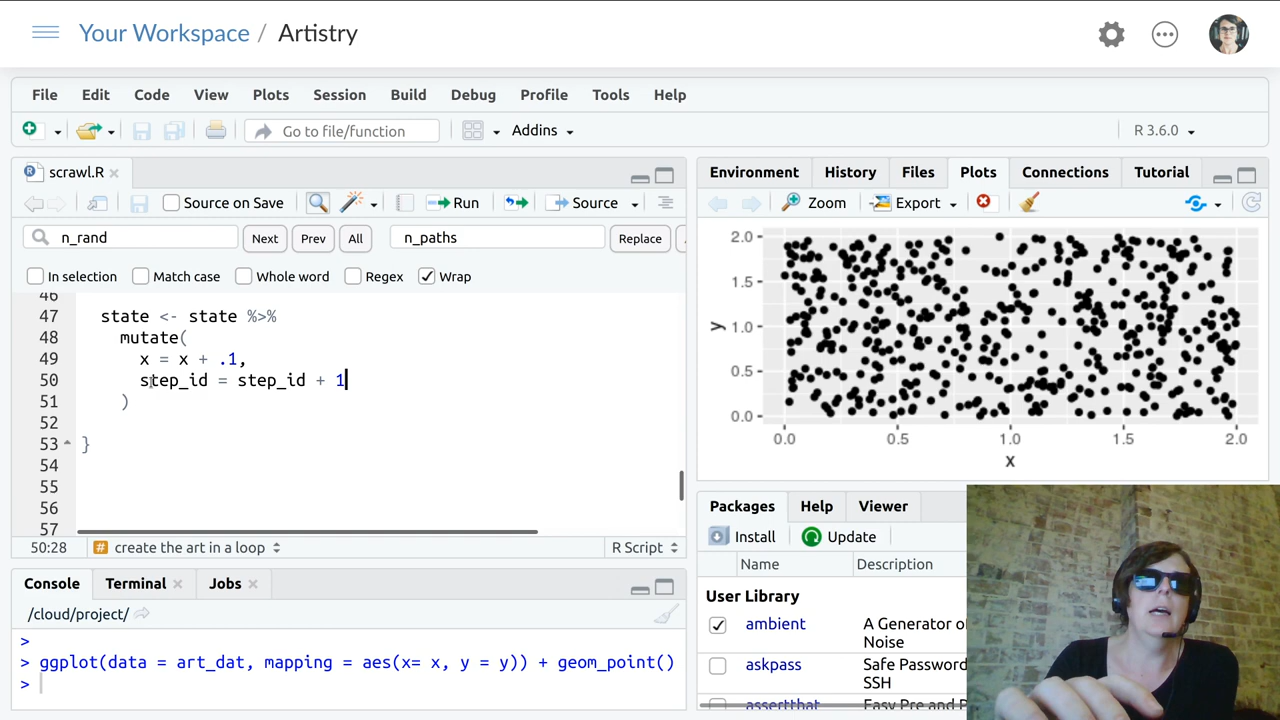 Your Workspace / Artistry
File Edit Code View Plots Session Build Debug Profile Tools Help
Go to file/function Addins R 3.6.0
scrawl.R
Source on Save Run Source
n_rand Next Prev All n_paths Replace
In selection Match case Whole word Regex Wrap
46
47 state <- state %>%
48 mutate(
49 x = x + .1,
50 step_id = step_id + 1
51 )
52
53 }
54
55
56
57
50:28 # create the art in a loop R Script
Console Terminal Jobs
/cloud/project/
>
> ggplot(data = art_dat, mapping = aes(x= x, y = y)) + geom_point()
>
Environment History Files Plots Connections Tutorial
Zoom Export
2.0
1.5
1.0
0.5
0.0
y
0.0 0.5 1.0 1.5 2.0
x
Packages Help Viewer
Install Update
Name Description
User Library
ambient A Generator of
Noise
askpass Safe Password
SSH
assertthat Easy Pre and P